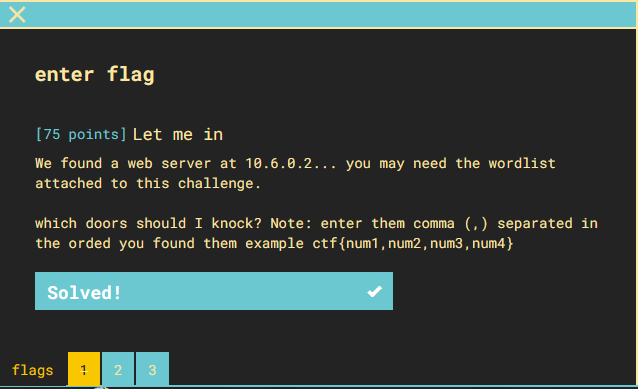 enter flag
[75 points] Let me in
We found a web server at 10.6.0.2... you may need the wordlist
attached to this challenge.
which doors should I knock? Note: enter them comma (,) separated in
the orded you found them example ctf{num1,num2,num3,num4}
Solved!
flags 1 2 3